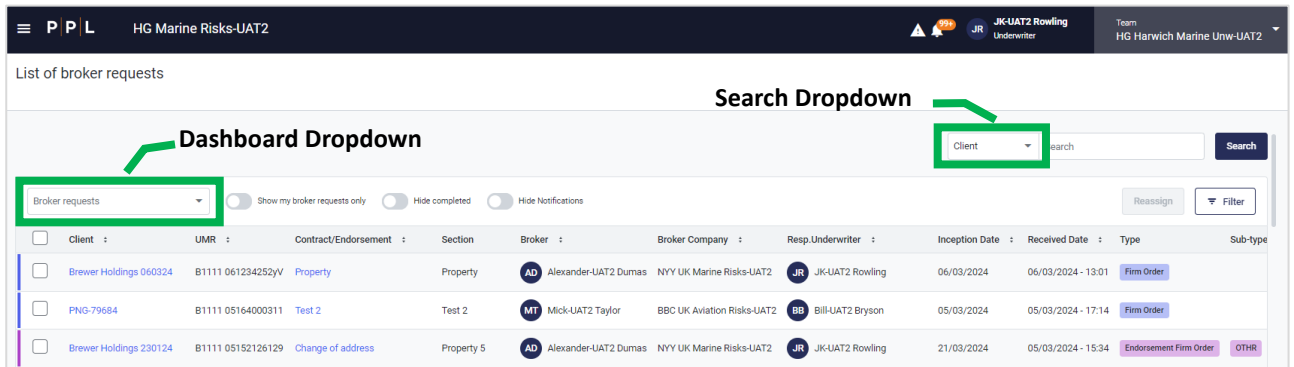 P|P|L HG Marine Risks-UAT2 99+ JR JK-UAT2 Rowling Team
Underwriter HG Harwich Marine Unw-UAT2
List of broker requests
Search Dropdown
Dashboard Dropdown
Client Search
Broker requests Show my broker requests only Hide completed Hide Notifications Reassign Filter
Client UMR Contract/Endorsement Section Broker Broker Company Resp.Underwriter Inception Date Received Date Type Sub-type
Brewer Holdings 060324 B1111 061234252yV Property Property AD Alexander-UAT2 Dumas NYY UK Marine Risks-UAT2 JR JK-UAT2 Rowling 06/03/2024 06/03/2024 - 13:01 Firm Order
PNG-79684 B1111 05164000311 Test 2 Test 2 MT Mick-UAT2 Taylor BBC UK Aviation Risks-UAT2 BB Bill-UAT2 Bryson 05/03/2024 05/03/2024 - 17:14 Firm Order
Brewer Holdings 230124 B1111 05152126129 Change of address Property 5 AD Alexander-UAT2 Dumas NYY UK Marine Risks-UAT2 JR JK-UAT2 Rowling 21/03/2024 05/03/2024 - 15:34 Endorsement Firm Order OTHR